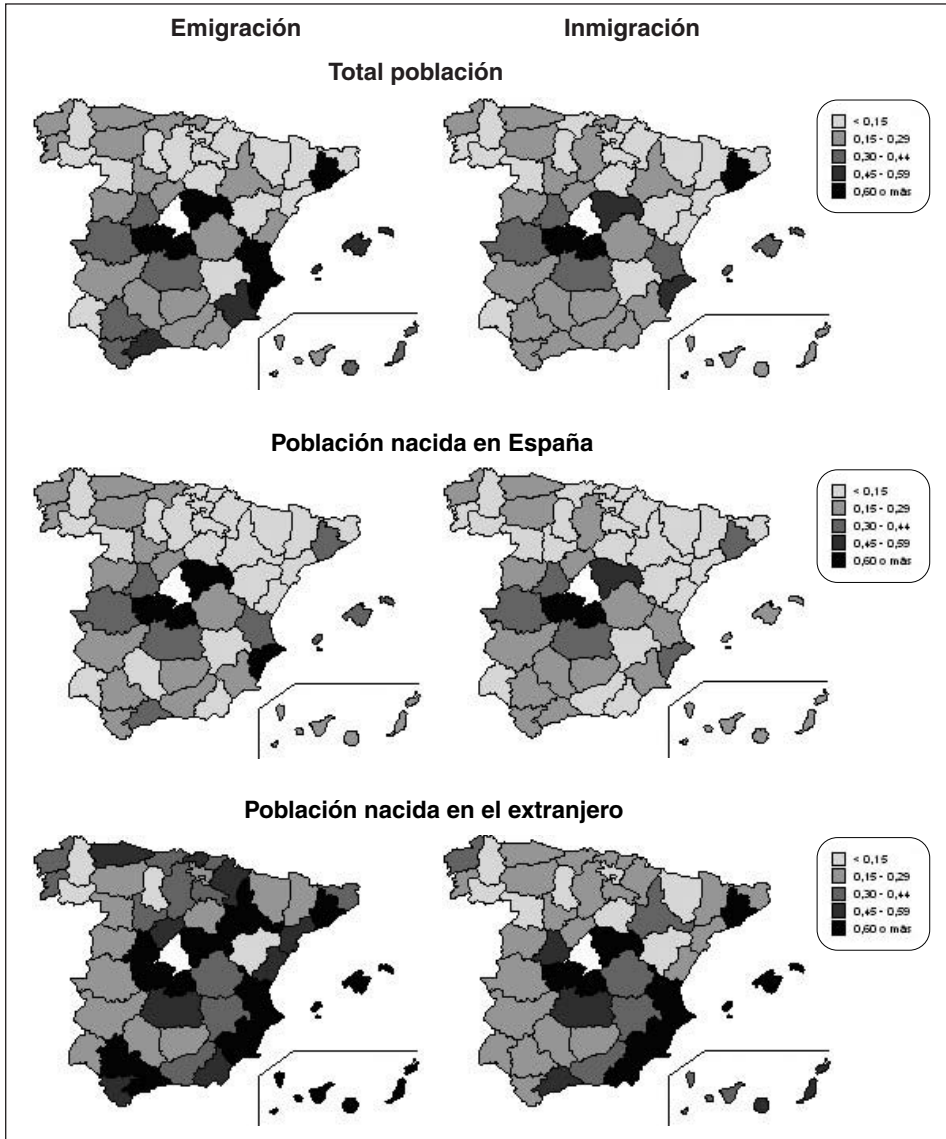 Emigración
Inmigración
Total población
< 0,15
0,15 - 0,29
0,30 - 0,44
0,45 - 0,59
0,60 o más
Población nacida en España
< 0,15
0,15 - 0,29
0,30 - 0,44
0,45 - 0,59
0,60 o más
Población nacida en el extranjero
< 0,15
0,15 - 0,29
0,30 - 0,44
0,45 - 0,59
0,60 o más